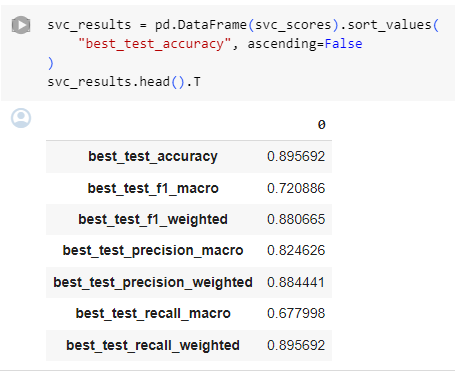 svc_results = pd.DataFrame(svc_scores).sort_values(
    "best_test_accuracy", ascending=False
)
svc_results.head().T
0
best_test_accuracy 0.895692
best_test_f1_macro 0.720886
best_test_f1_weighted 0.880665
best_test_precision_macro 0.824626
best_test_precision_weighted 0.884441
best_test_recall_macro 0.677998
best_test_recall_weighted 0.895692